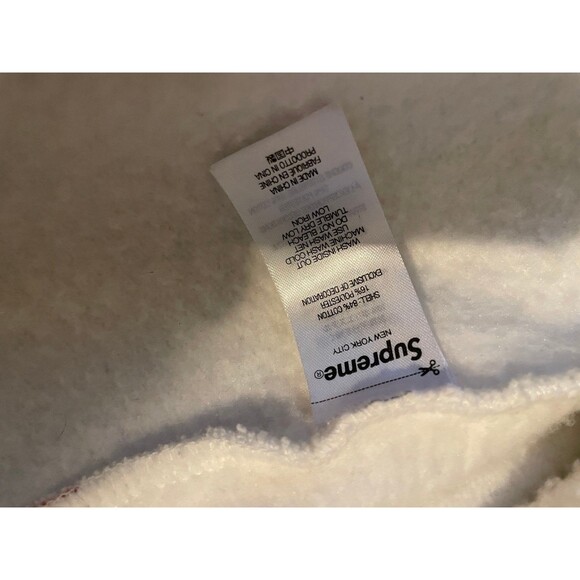 Supreme®
NEW YORK CITY
SHELL: 84% COTTON
16% POLYESTER
EXCLUSIVE OF DECORATION
WASH INSIDE OUT
MACHINE WASH COLD
USE WASH NET
DO NOT BLEACH
TUMBLE DRY LOW
LOW IRON
MADE IN CHINA
FABRIQUÉ EN CHINE
PRODOTTO IN CINA
中国製